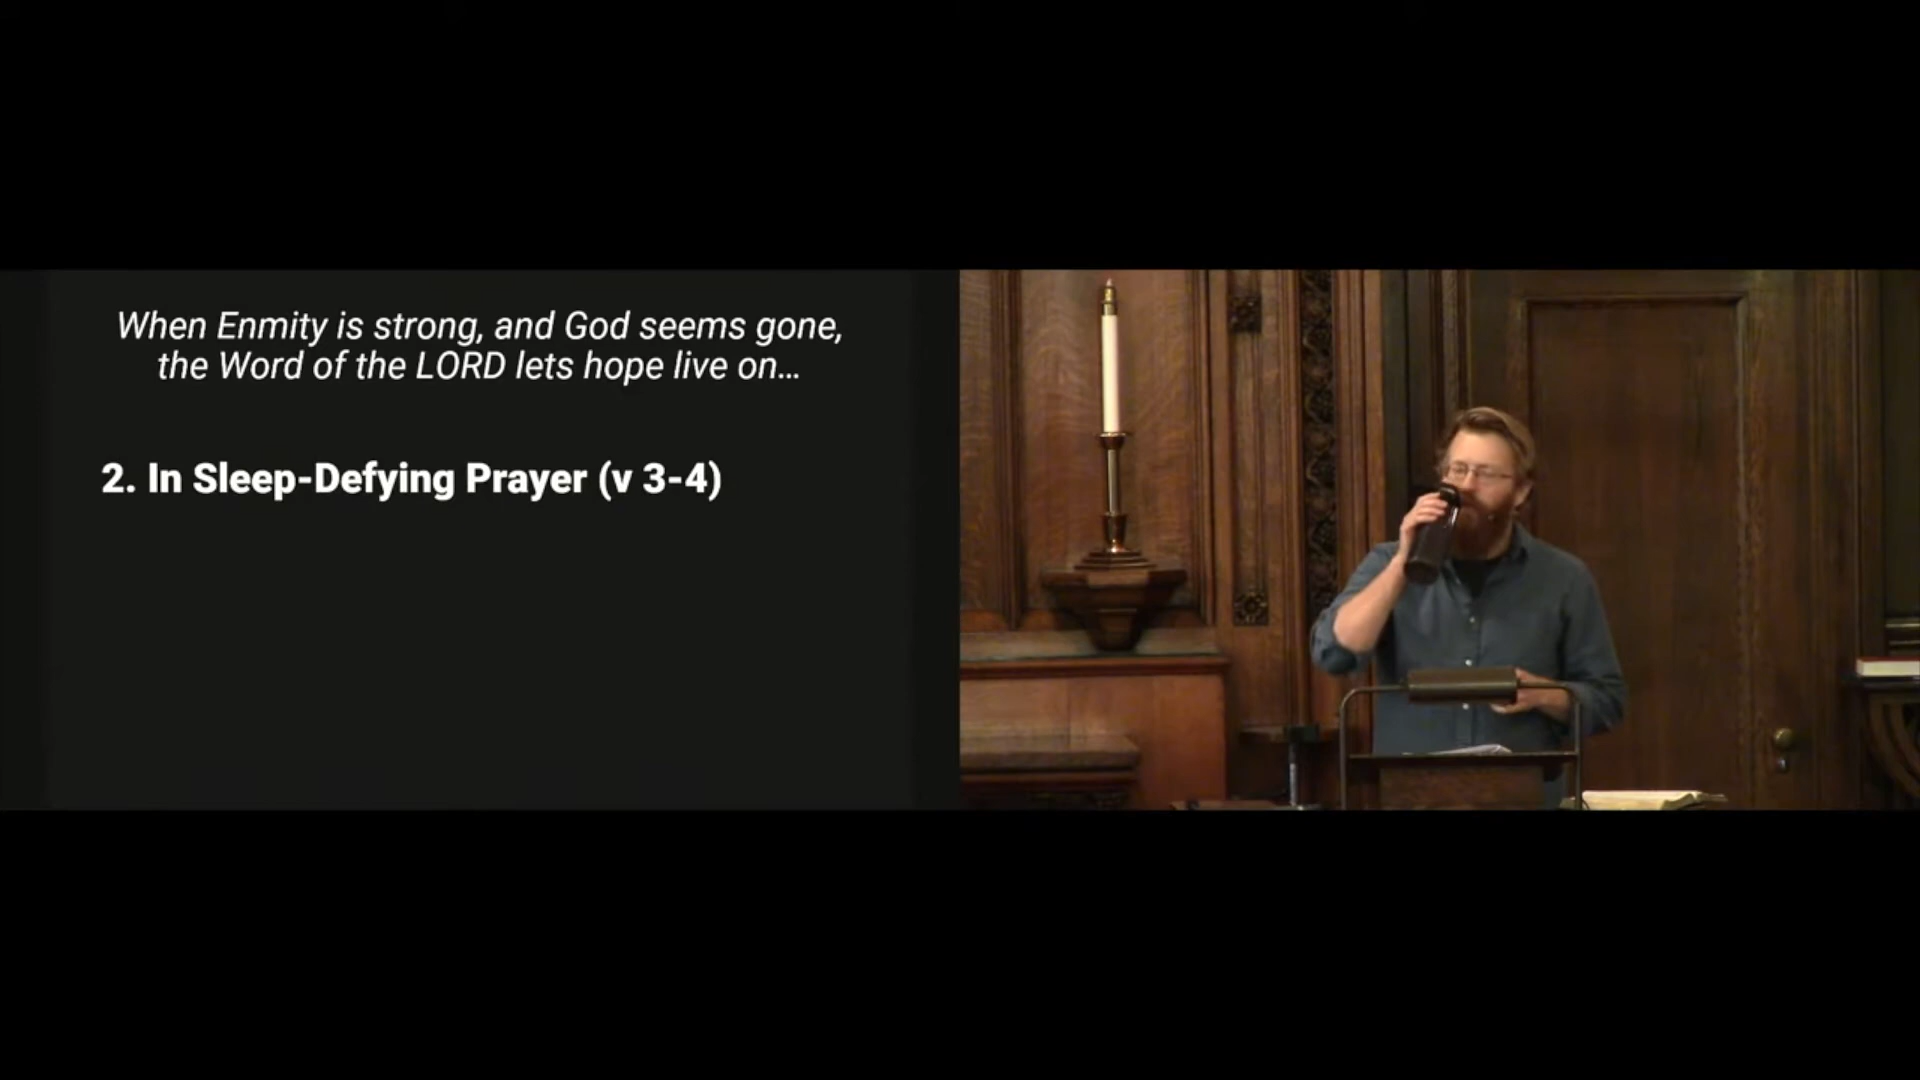 When Enmity is strong, and God seems gone,
the Word of the LORD lets hope live on...
2. In Sleep-Defying Prayer (v 3-4)